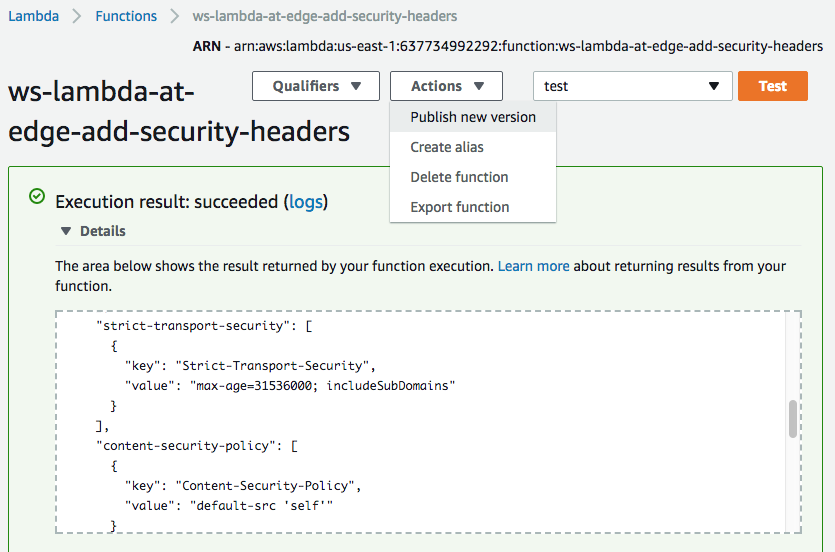 Lambda > Functions > ws-lambda-at-edge-add-security-headers
ARN - arn:aws:lambda:us-east-1:637734992292:function:ws-lambda-at-edge-add-security-headers
ws-lambda-at-
edge-add-security-headers
Qualifiers
Actions
test
Test
Publish new version
Create alias
Delete function
Export function
Execution result: succeeded (logs)
Details
The area below shows the result returned by your function execution. Learn more about returning results from your
function.
"strict-transport-security": [
{
"key": "Strict-Transport-Security",
"value": "max-age=31536000; includeSubDomains"
}
],
"content-security-policy": [
{
"key": "Content-Security-Policy",
"value": "default-src 'self'"
}